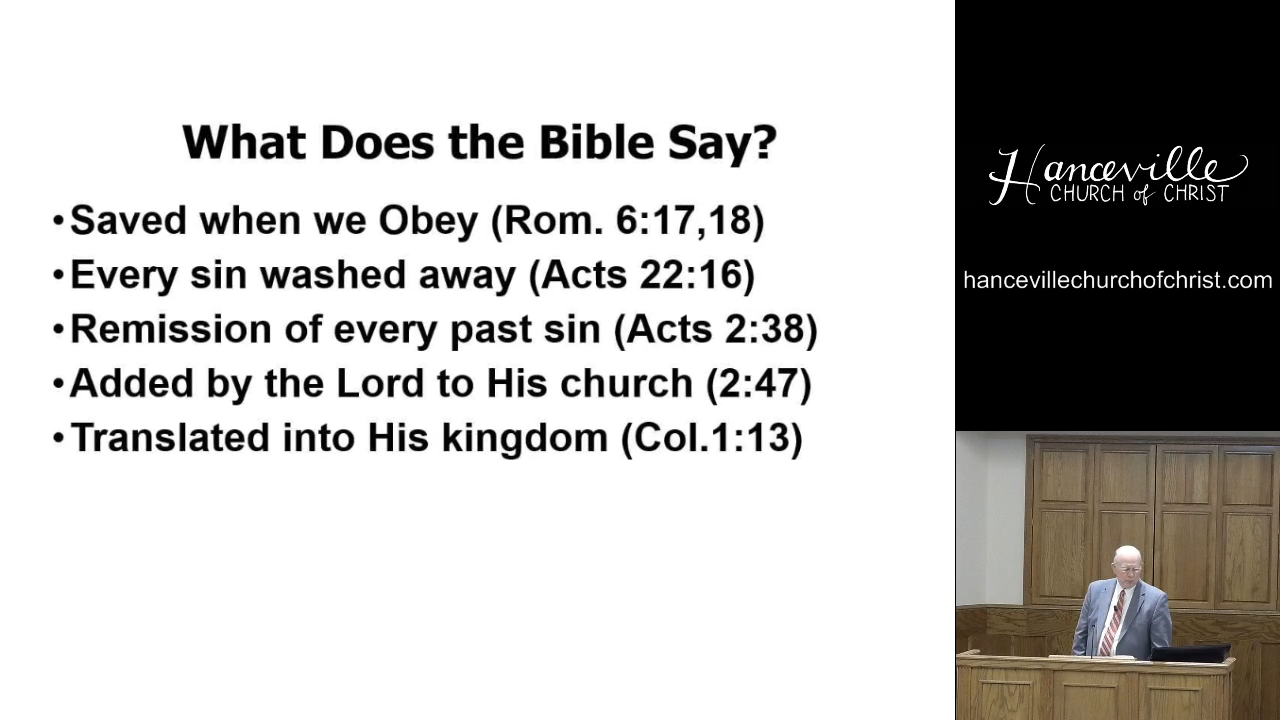 What Does the Bible Say?
•Saved when we Obey (Rom. 6:17,18)
•Every sin washed away (Acts 22:16)
•Remission of every past sin (Acts 2:38)
•Added by the Lord to His church (2:47)
•Translated into His kingdom (Col.1:13)
Hanceville
CHURCH of CHRIST
hancevillechurchofchrist.com